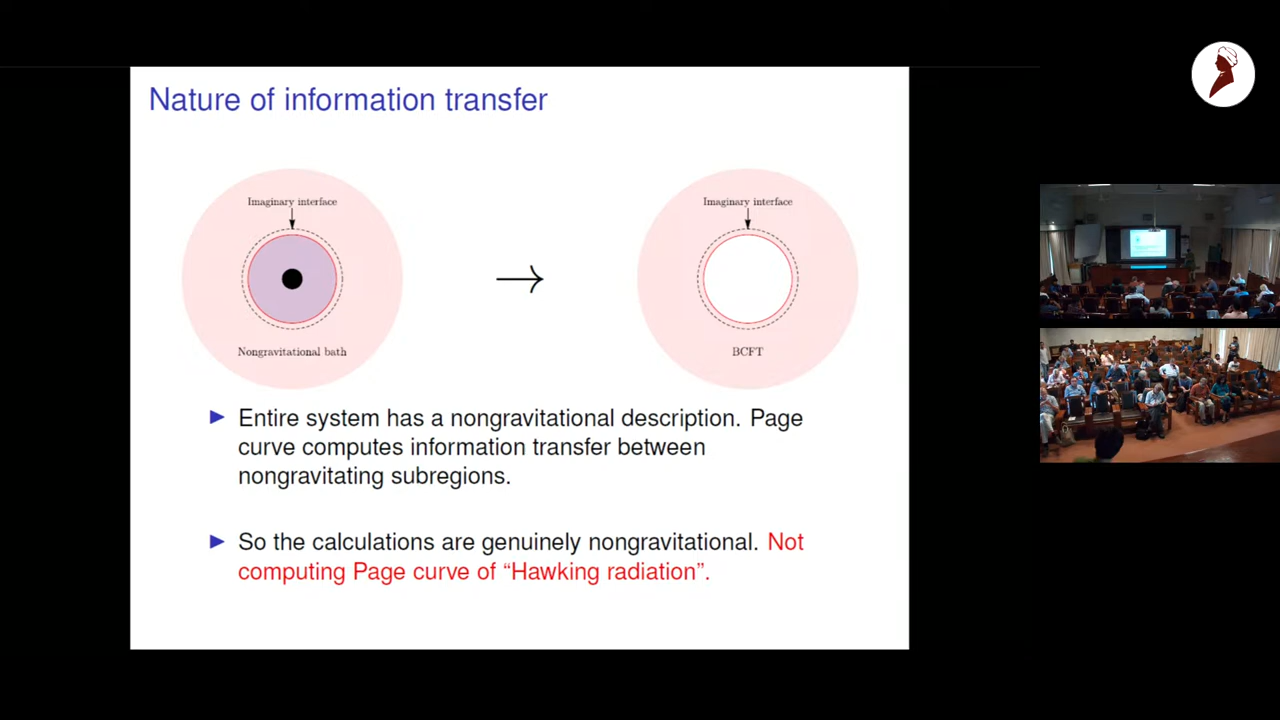 Nature of information transfer
Imaginary interface
Imaginary interface
Nongravitational bath
BCFT
▶ Entire system has a nongravitational description. Page
curve computes information transfer between
nongravitating subregions.
▶ So the calculations are genuinely nongravitational. Not
computing Page curve of “Hawking radiation”.